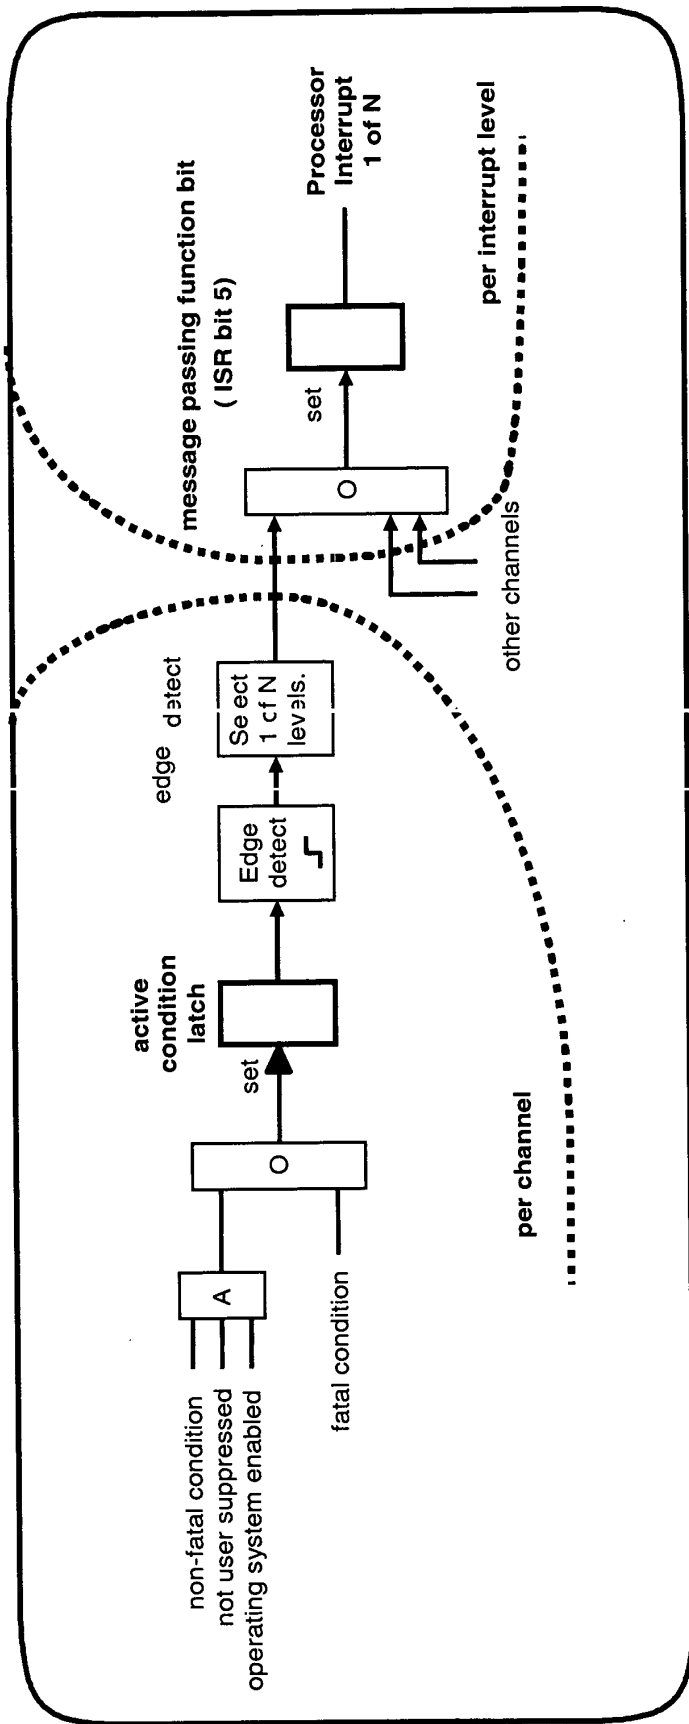 non-fatal condition
not user suppressed
operating system enabled
A
fatal condition
O
set
active
condition
latch
Edge
detect
edge detect
Select
1 of N
levels.
per channel
message passing function bit
( ISR bit 5)
O
set
other channels
Processor
Interrupt
1 of N
per interrupt level